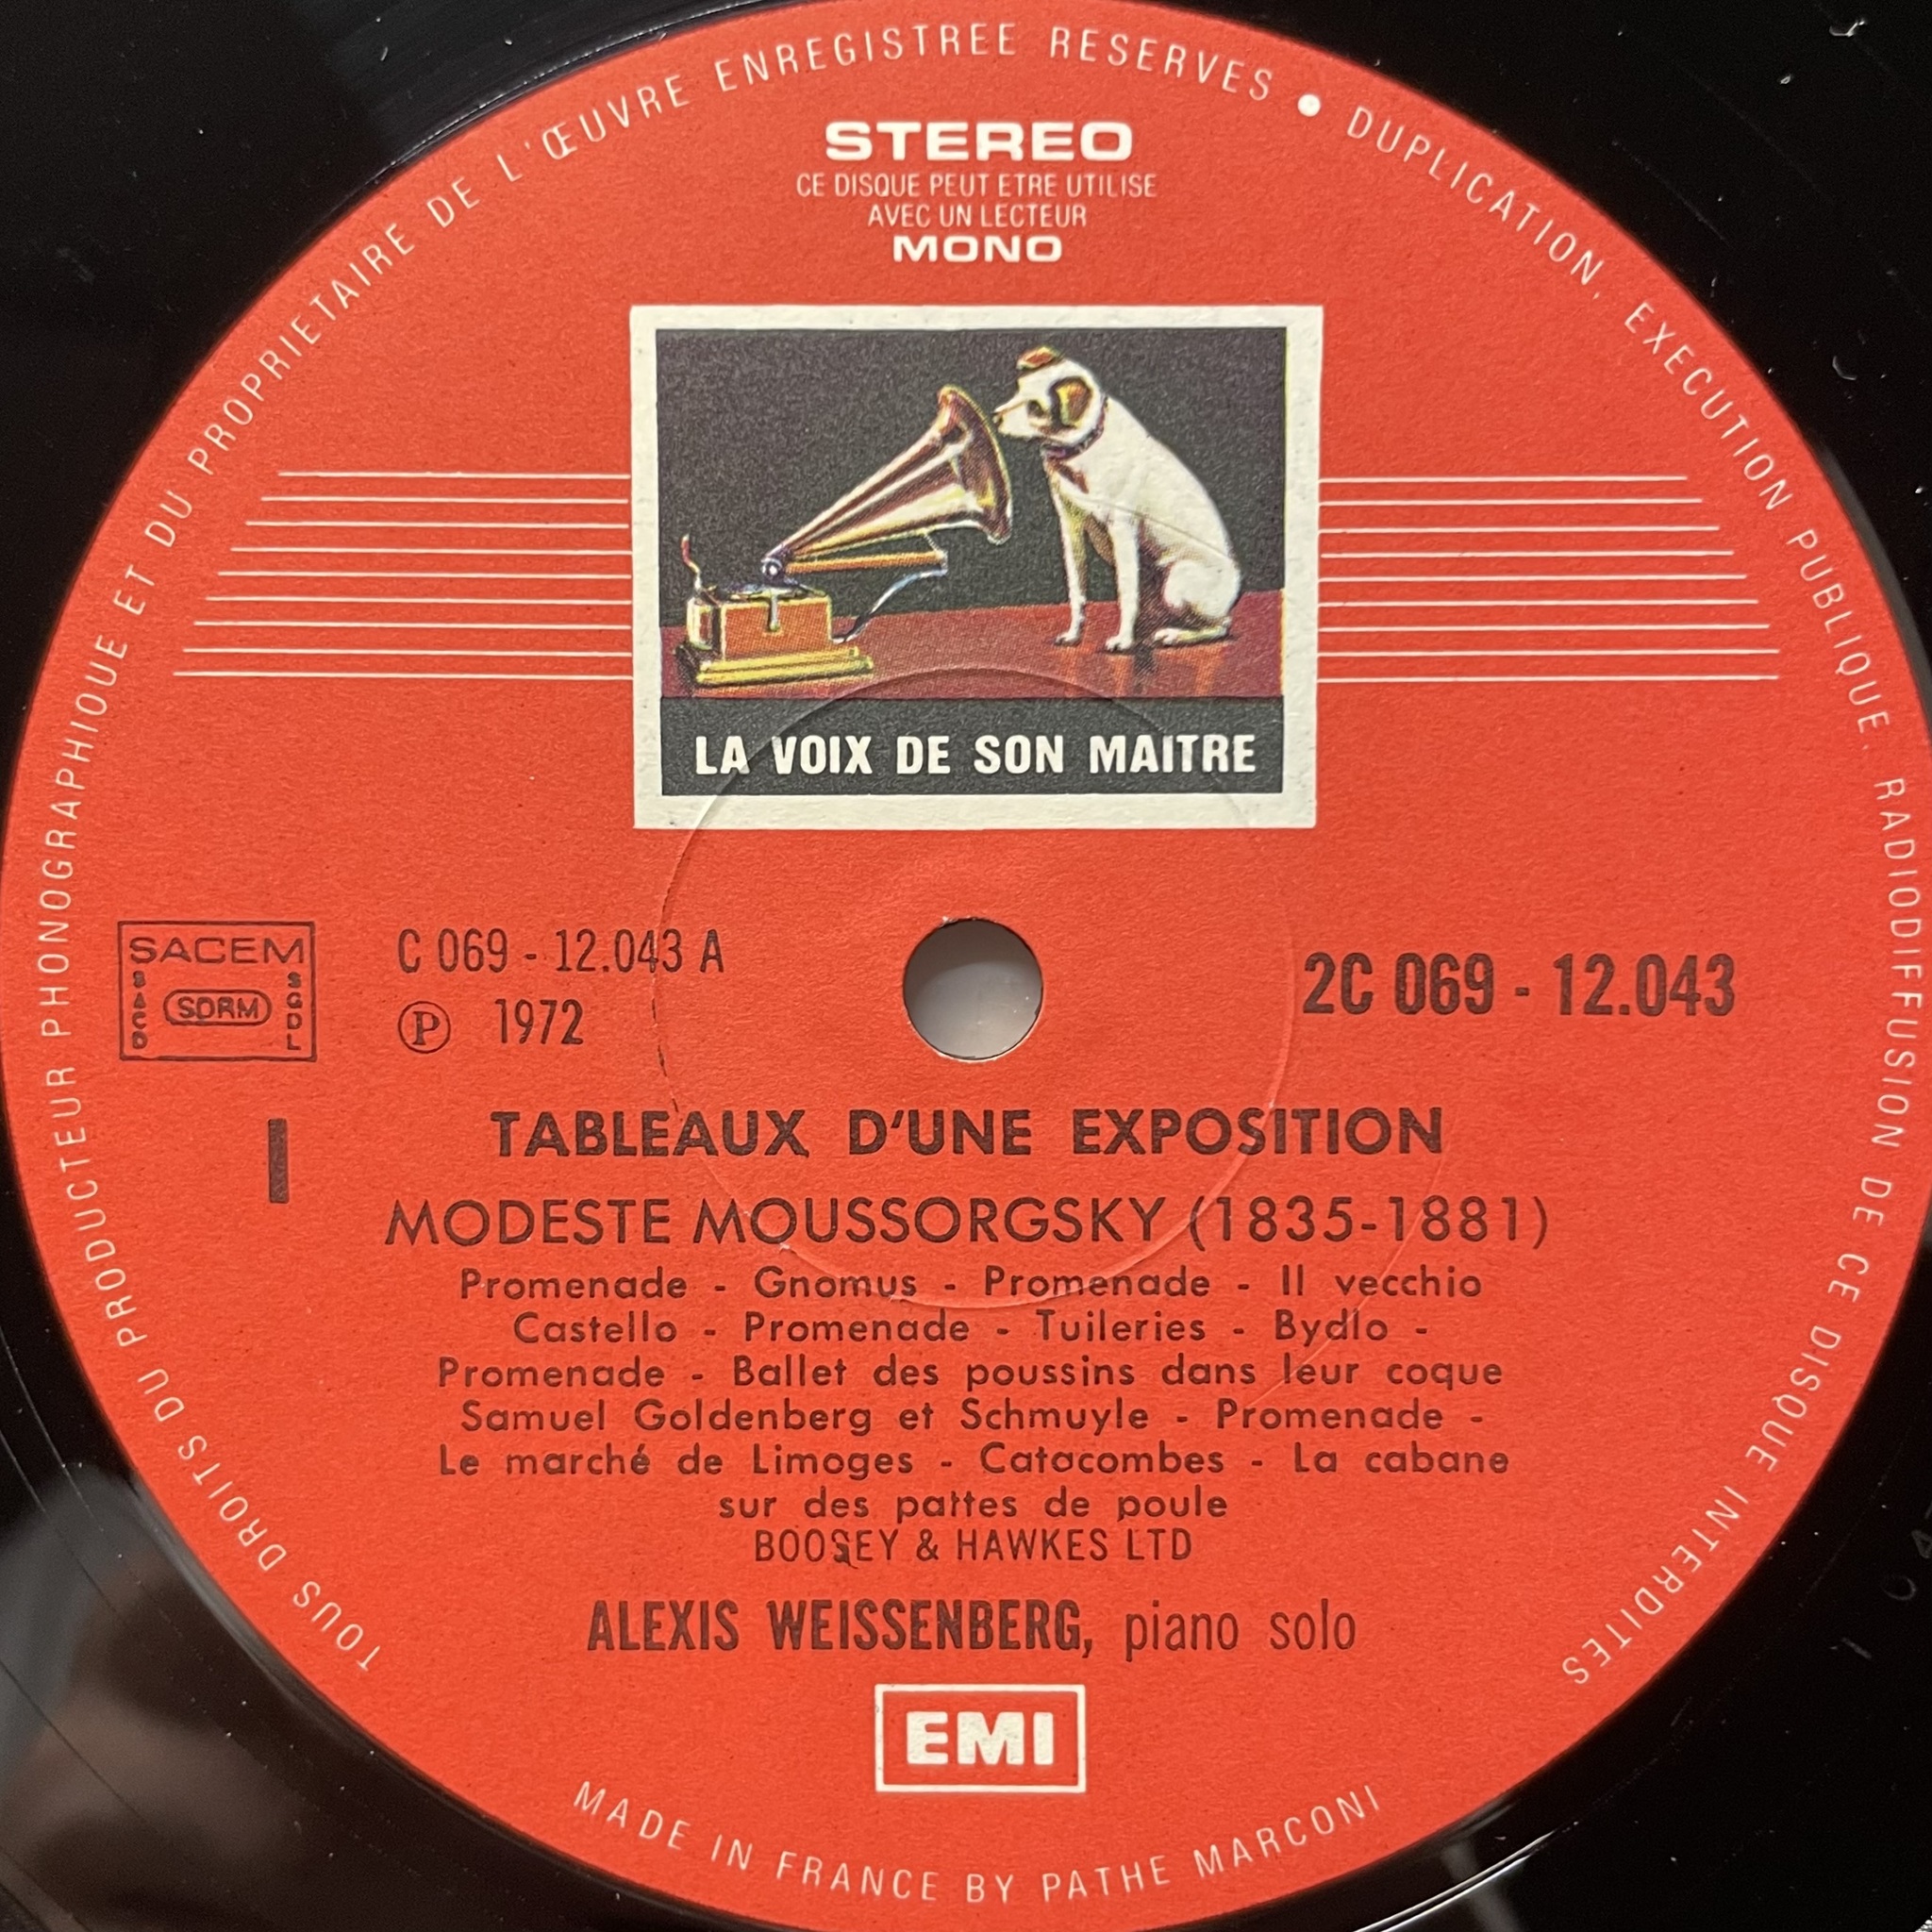 TOUS DROITS DU PRODUCTEUR PHONOGRAPHIQUE ET DU PROPRIETAIRE DE L'ŒUVRE ENREGISTREE RESERVES • DUPLICATION, EXECUTION PUBLIQUE, RADIODIFFUSION DE CE DISQUE INTERDITES
STEREO
CE DISQUE PEUT ETRE UTILISE
AVEC UN LECTEUR
MONO
LA VOIX DE SON MAITRE
SACEM
SACD
SDRM
SGDL
C 069 - 12.043 A
Ⓟ 1972
2C 069 - 12.043
I
TABLEAUX D'UNE EXPOSITION
MODESTE MOUSSORGSKY (1835-1881)
Promenade - Gnomus - Promenade - Il vecchio
Castello - Promenade - Tuileries - Bydlo -
Promenade - Ballet des poussins dans leur coque
Samuel Goldenberg et Schmuyle - Promenade -
Le marché de Limoges - Catacombes - La cabane
sur des pattes de poule
BOOSEY & HAWKES LTD
ALEXIS WEISSENBERG, piano solo
EMI
MADE IN FRANCE BY PATHE MARCONI